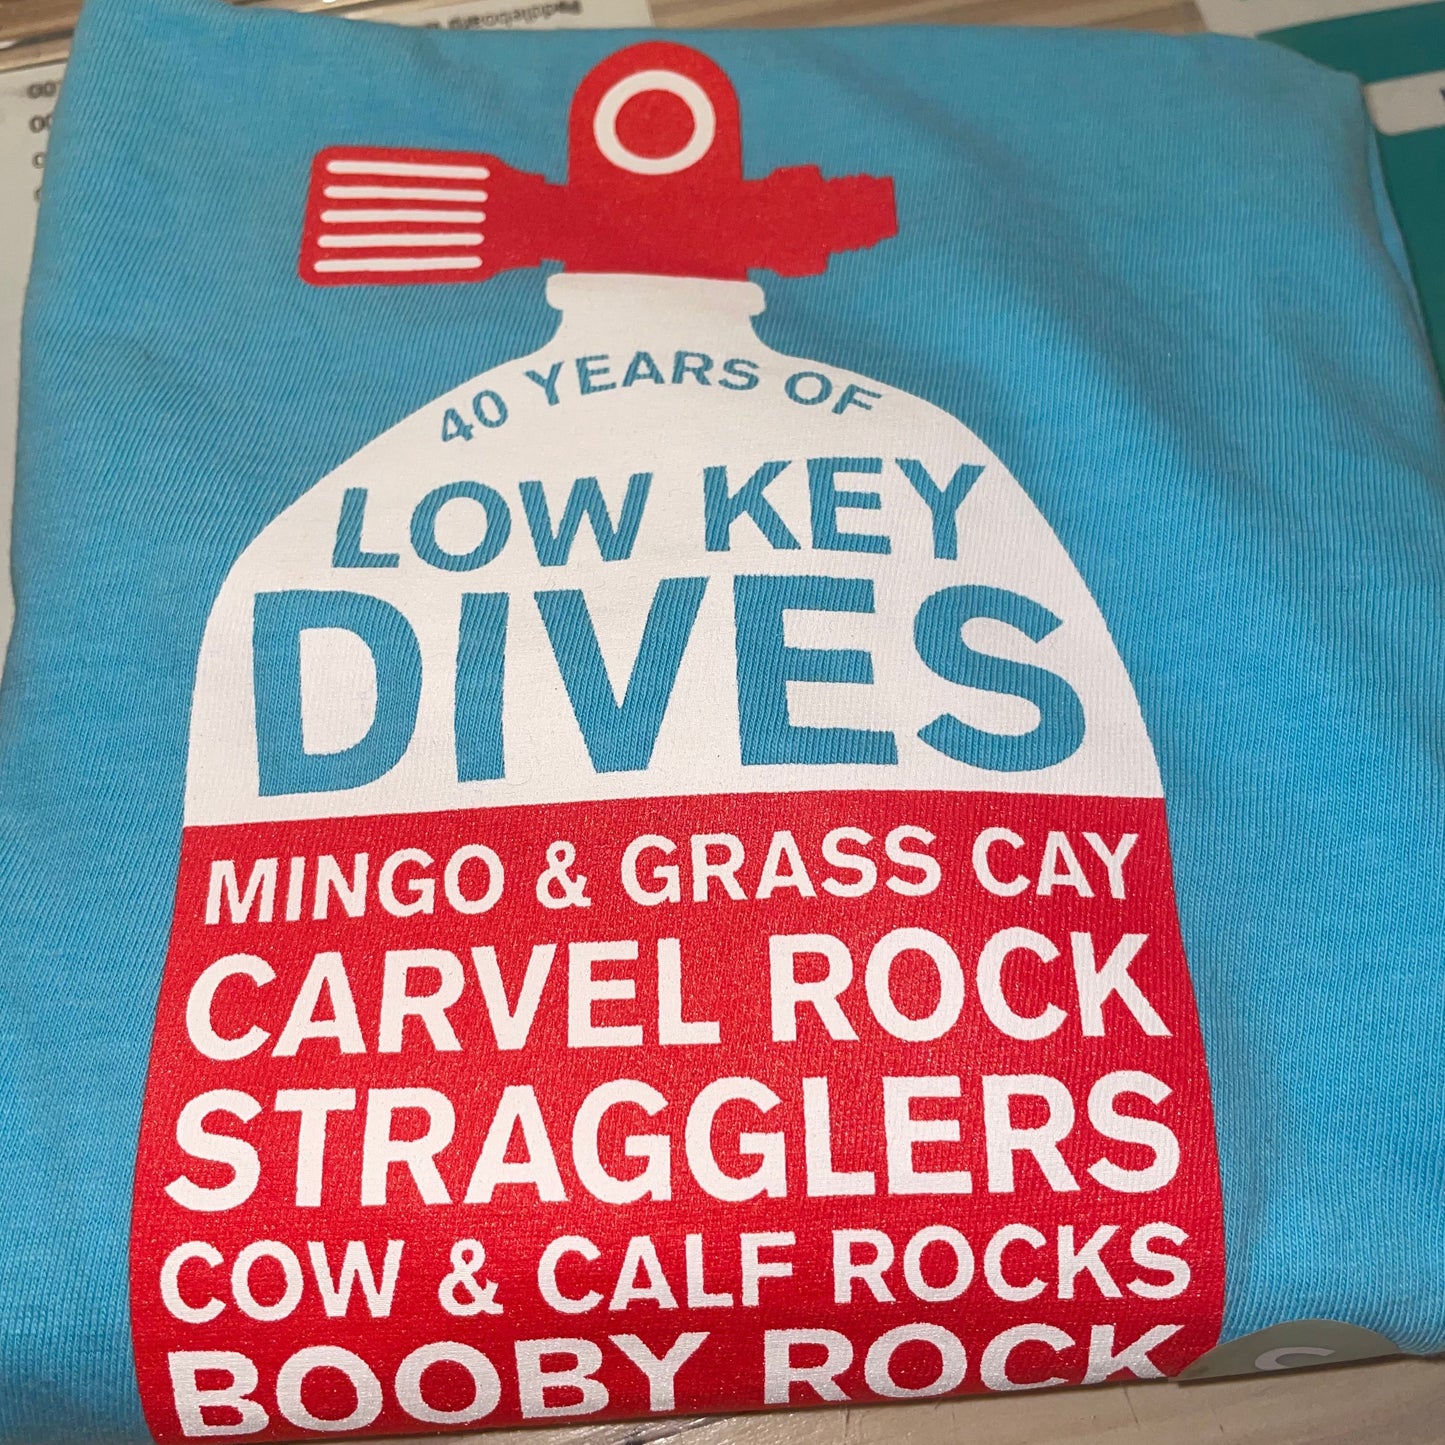 40 YEARS OF
LOW KEY
DIVES
MINGO & GRASS CAY
CARVEL ROCK
STRAGGLERS
COW & CALF ROCKS
BOOBY ROCK